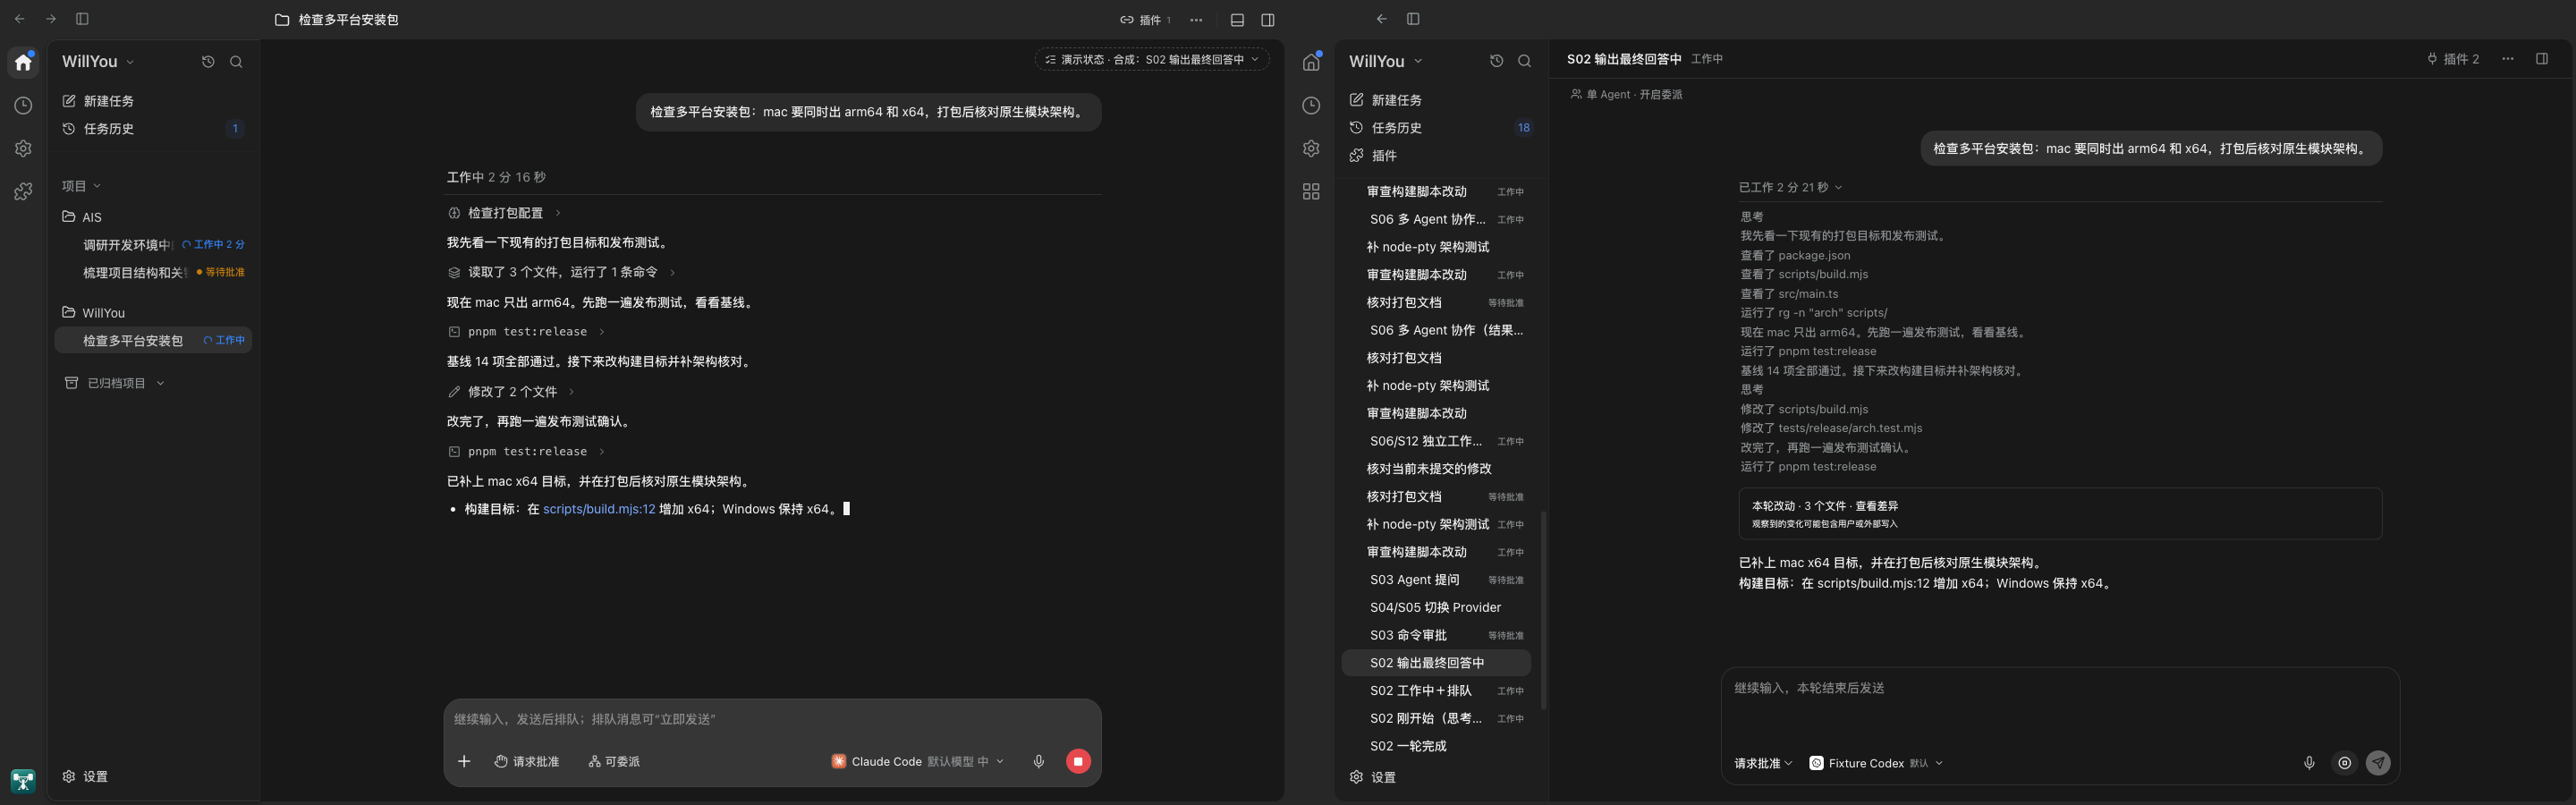 检查多平台安装包
插件 1
WillYou
新建任务
任务历史
1
项目
AIS
调研开发环境中
工作中 2 分
梳理项目结构和关
等待批准
WillYou
检查多平台安装包
工作中
已归档项目
设置
演示状态 · 合成：S02 输出最终回答中
检查多平台安装包：mac 要同时出 arm64 和 x64，打包后核对原生模块架构。
工作中 2 分 16 秒
检查打包配置
我先看一下现有的打包目标和发布测试。
读取了 3 个文件，运行了 1 条命令
现在 mac 只出 arm64。先跑一遍发布测试，看看基线。
pnpm test:release
基线 14 项全部通过。接下来改构建目标并补架构核对。
修改了 2 个文件
改完了，再跑一遍发布测试确认。
pnpm test:release
已补上 mac x64 目标，并在打包后核对原生模块架构。
• 构建目标：在 scripts/build.mjs:12 增加 x64；Windows 保持 x64。
继续输入，发送后排队；排队消息可“立即发送”
请求批准
可委派
Claude Code 默认模型 中
WillYou
新建任务
任务历史
18
插件
审查构建脚本改动 工作中
S06 多 Agent 协作... 工作中
补 node-pty 架构测试
审查构建脚本改动 工作中
核对打包文档 等待批准
S06 多 Agent 协作（结果...
核对打包文档
补 node-pty 架构测试
审查构建脚本改动
S06/S12 独立工作... 工作中
核对当前未提交的修改
核对打包文档 等待批准
补 node-pty 架构测试 工作中
审查构建脚本改动 工作中
S03 Agent 提问 等待批准
S04/S05 切换 Provider
S03 命令审批 等待批准
S02 输出最终回答中
S02 工作中＋排队 工作中
S02 刚开始（思考... 工作中
S02 一轮完成
设置
S02 输出最终回答中 工作中
插件 2
单 Agent · 开启委派
检查多平台安装包：mac 要同时出 arm64 和 x64，打包后核对原生模块架构。
已工作 2 分 21 秒
思考
我先看一下现有的打包目标和发布测试。
查看了 package.json
查看了 scripts/build.mjs
查看了 src/main.ts
运行了 rg -n "arch" scripts/
现在 mac 只出 arm64。先跑一遍发布测试，看看基线。
运行了 pnpm test:release
基线 14 项全部通过。接下来改构建目标并补架构核对。
思考
修改了 scripts/build.mjs
修改了 tests/release/arch.test.mjs
改完了，再跑一遍发布测试确认。
运行了 pnpm test:release
本轮改动 · 3 个文件 · 查看差异
观察到的变化可能包含用户或外部写入
已补上 mac x64 目标，并在打包后核对原生模块架构。
构建目标：在 scripts/build.mjs:12 增加 x64；Windows 保持 x64。
继续输入，本轮结束后发送
请求批准
Fixture Codex 默认